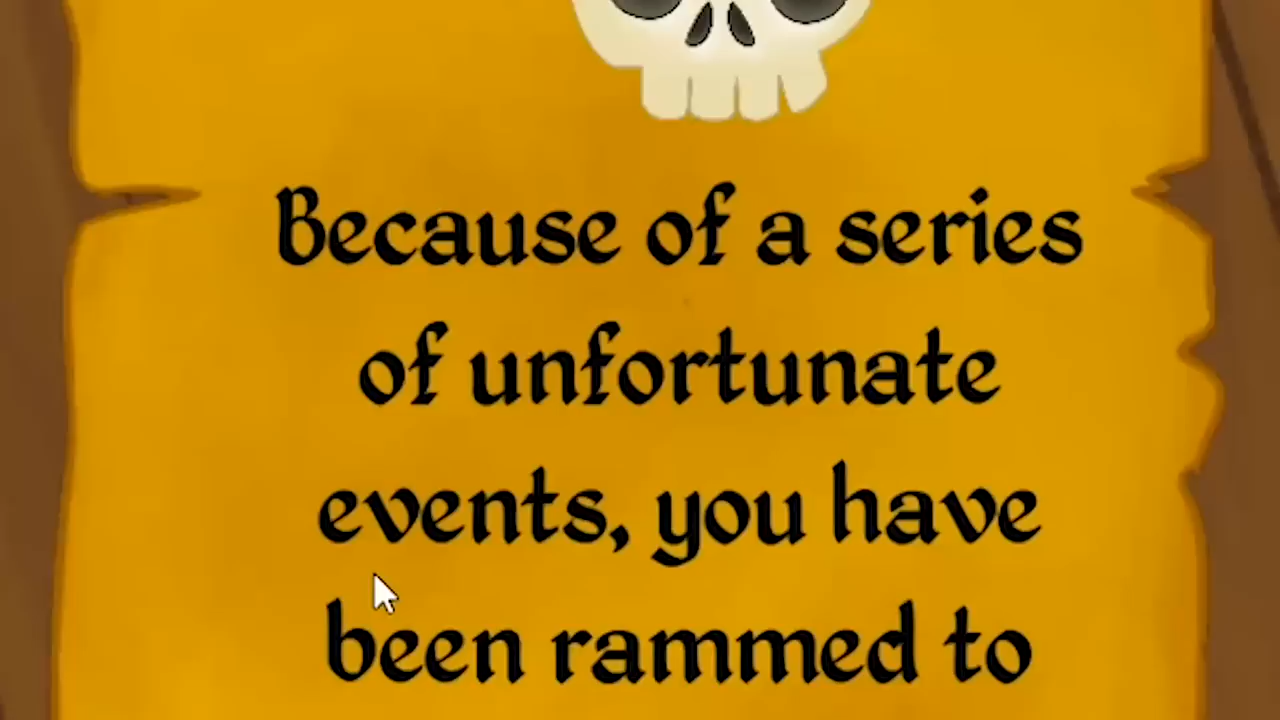 Because of a series
of unfortunate
events, you have
been rammed to